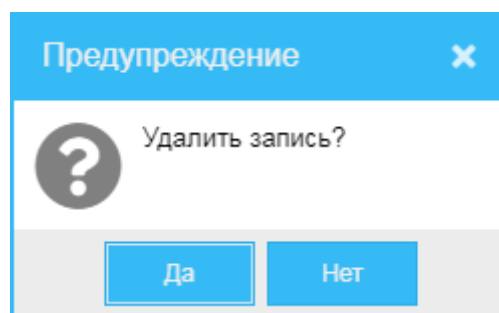 Предупреждение
Удалить запись?
Да
Нет